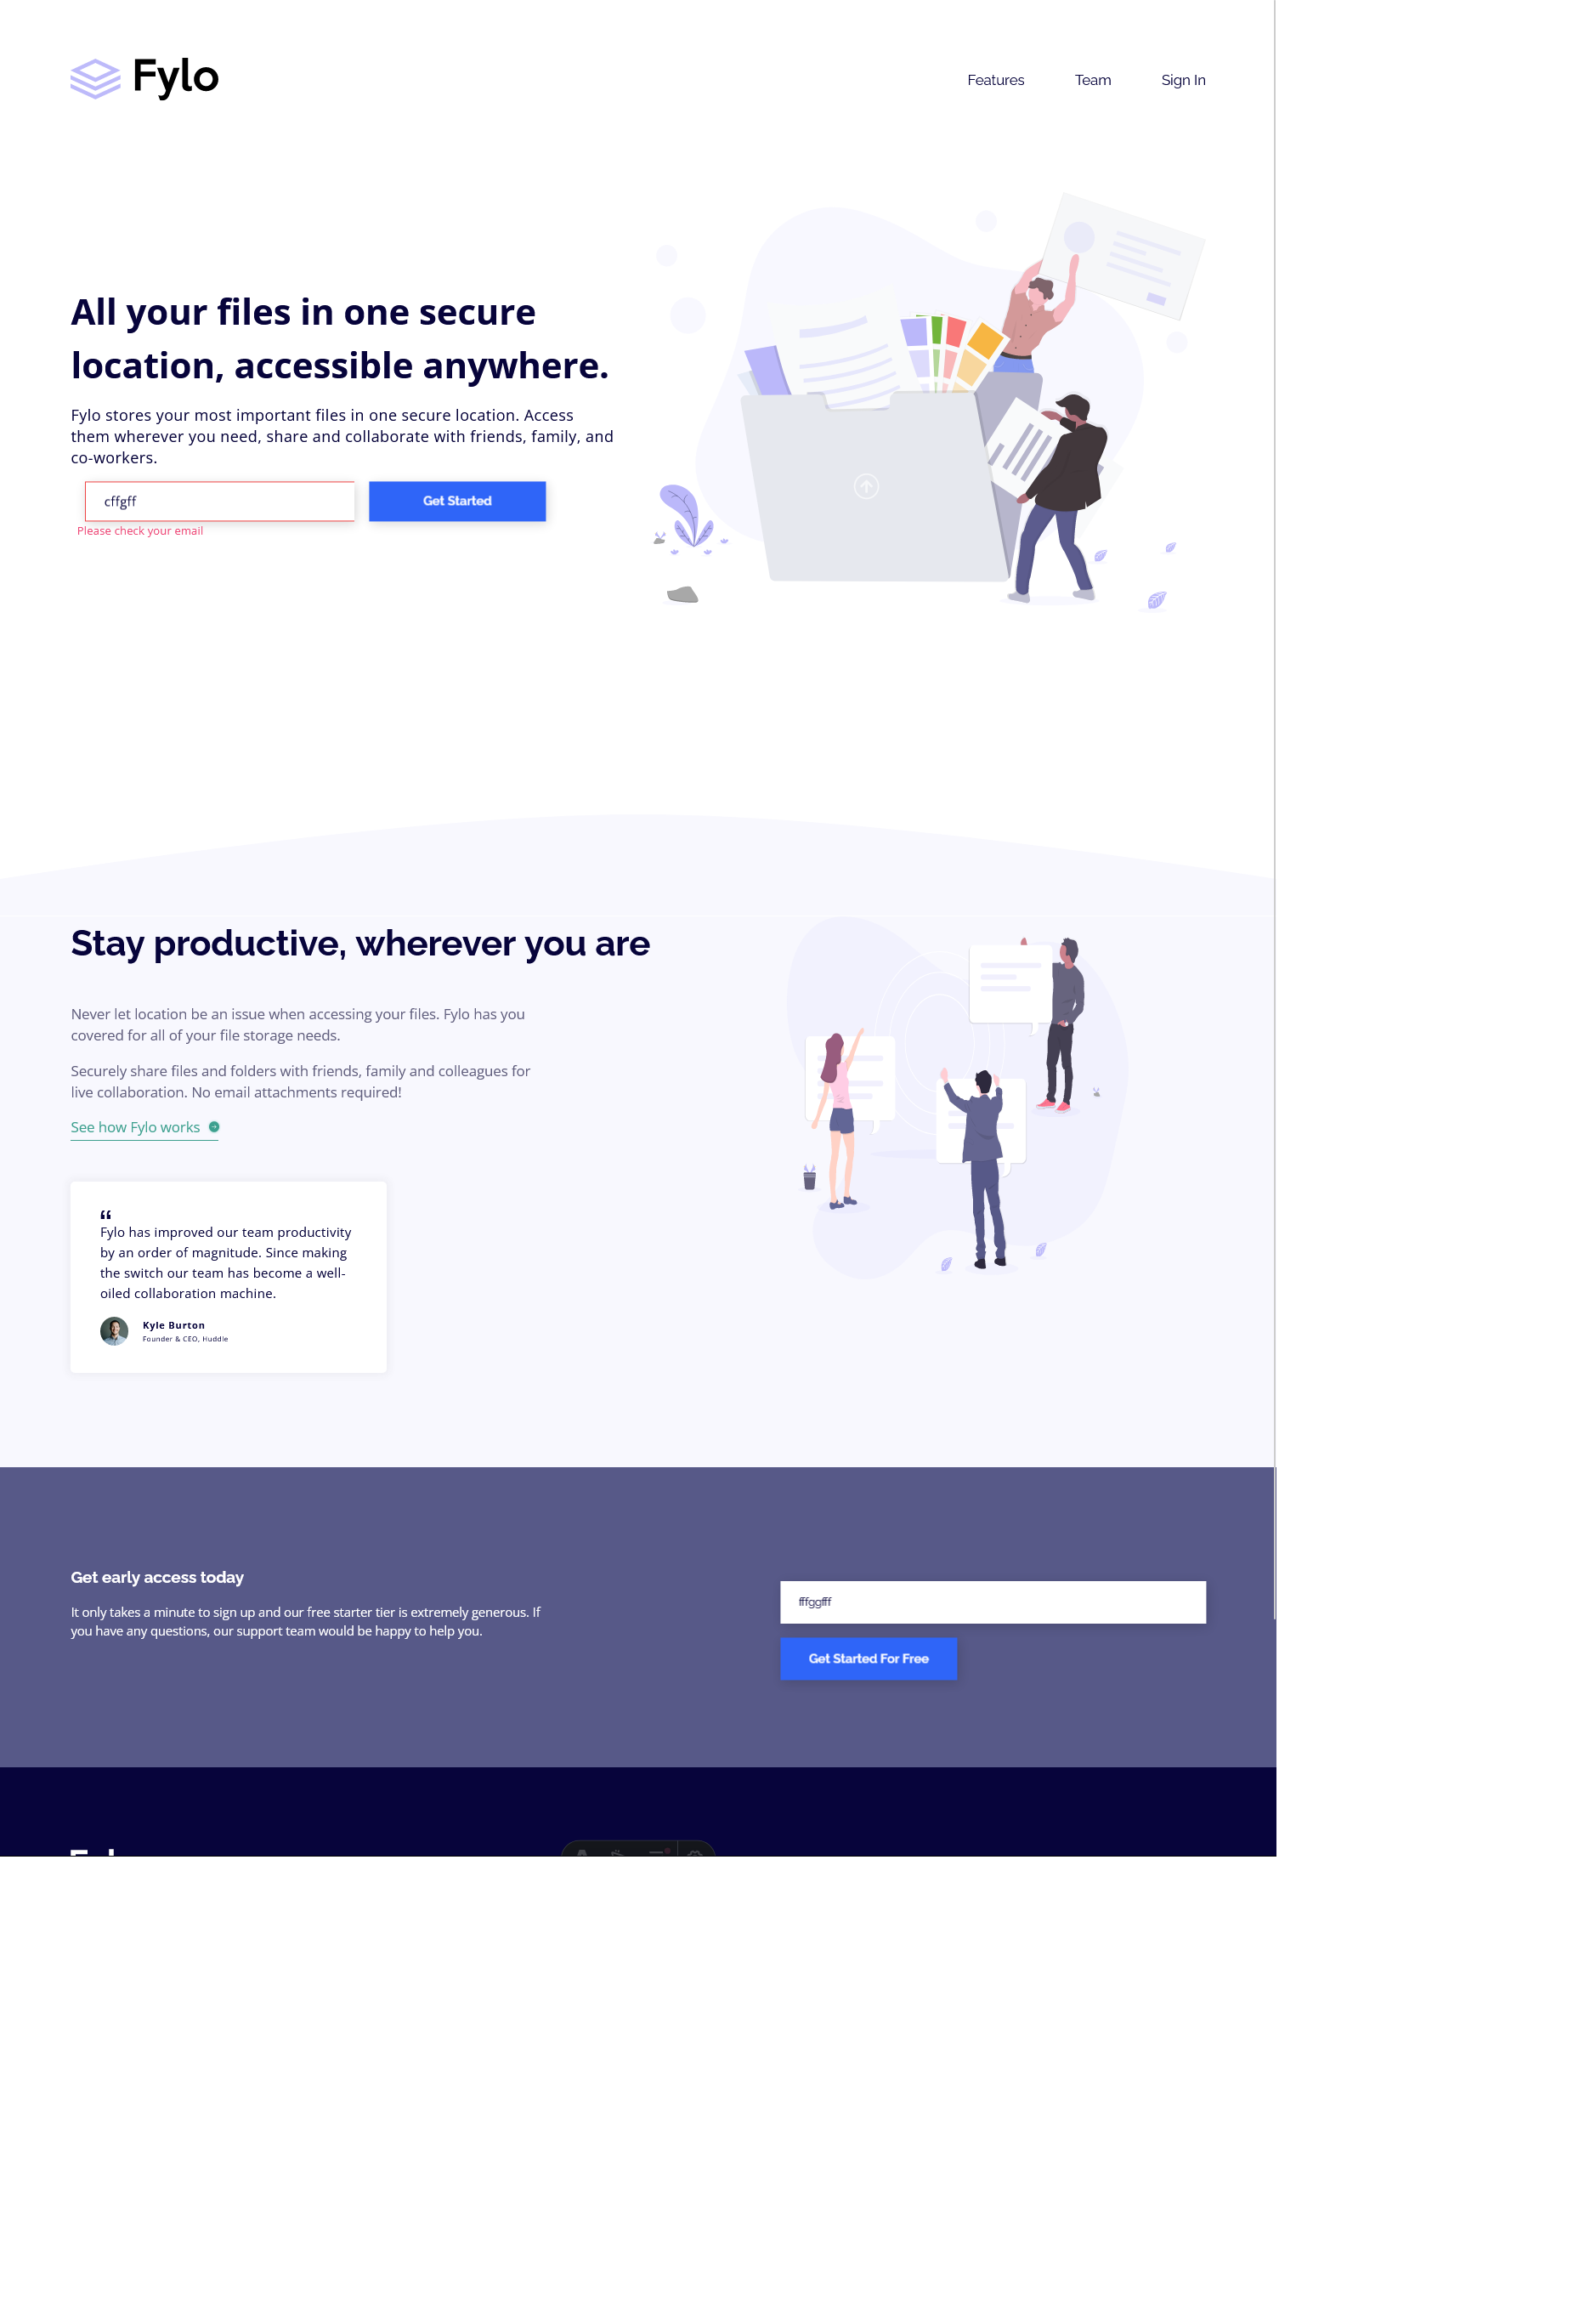 Fylo
Features
Team
Sign In
All your files in one secure
location, accessible anywhere.
Fylo stores your most important files in one secure location. Access
them wherever you need, share and collaborate with friends, family, and
co-workers.
cffgff
Get Started
Please check your email
Stay productive, wherever you are
Never let location be an issue when accessing your files. Fylo has you
covered for all of your file storage needs.
Securely share files and folders with friends, family and colleagues for
live collaboration. No email attachments required!
See how Fylo works
“
Fylo has improved our team productivity
by an order of magnitude. Since making
the switch our team has become a well-
oiled collaboration machine.
Kyle Burton
Founder & CEO, Huddle
Get early access today
It only takes a minute to sign up and our free starter tier is extremely generous. If
you have any questions, our support team would be happy to help you.
fffggfff
Get Started For Free